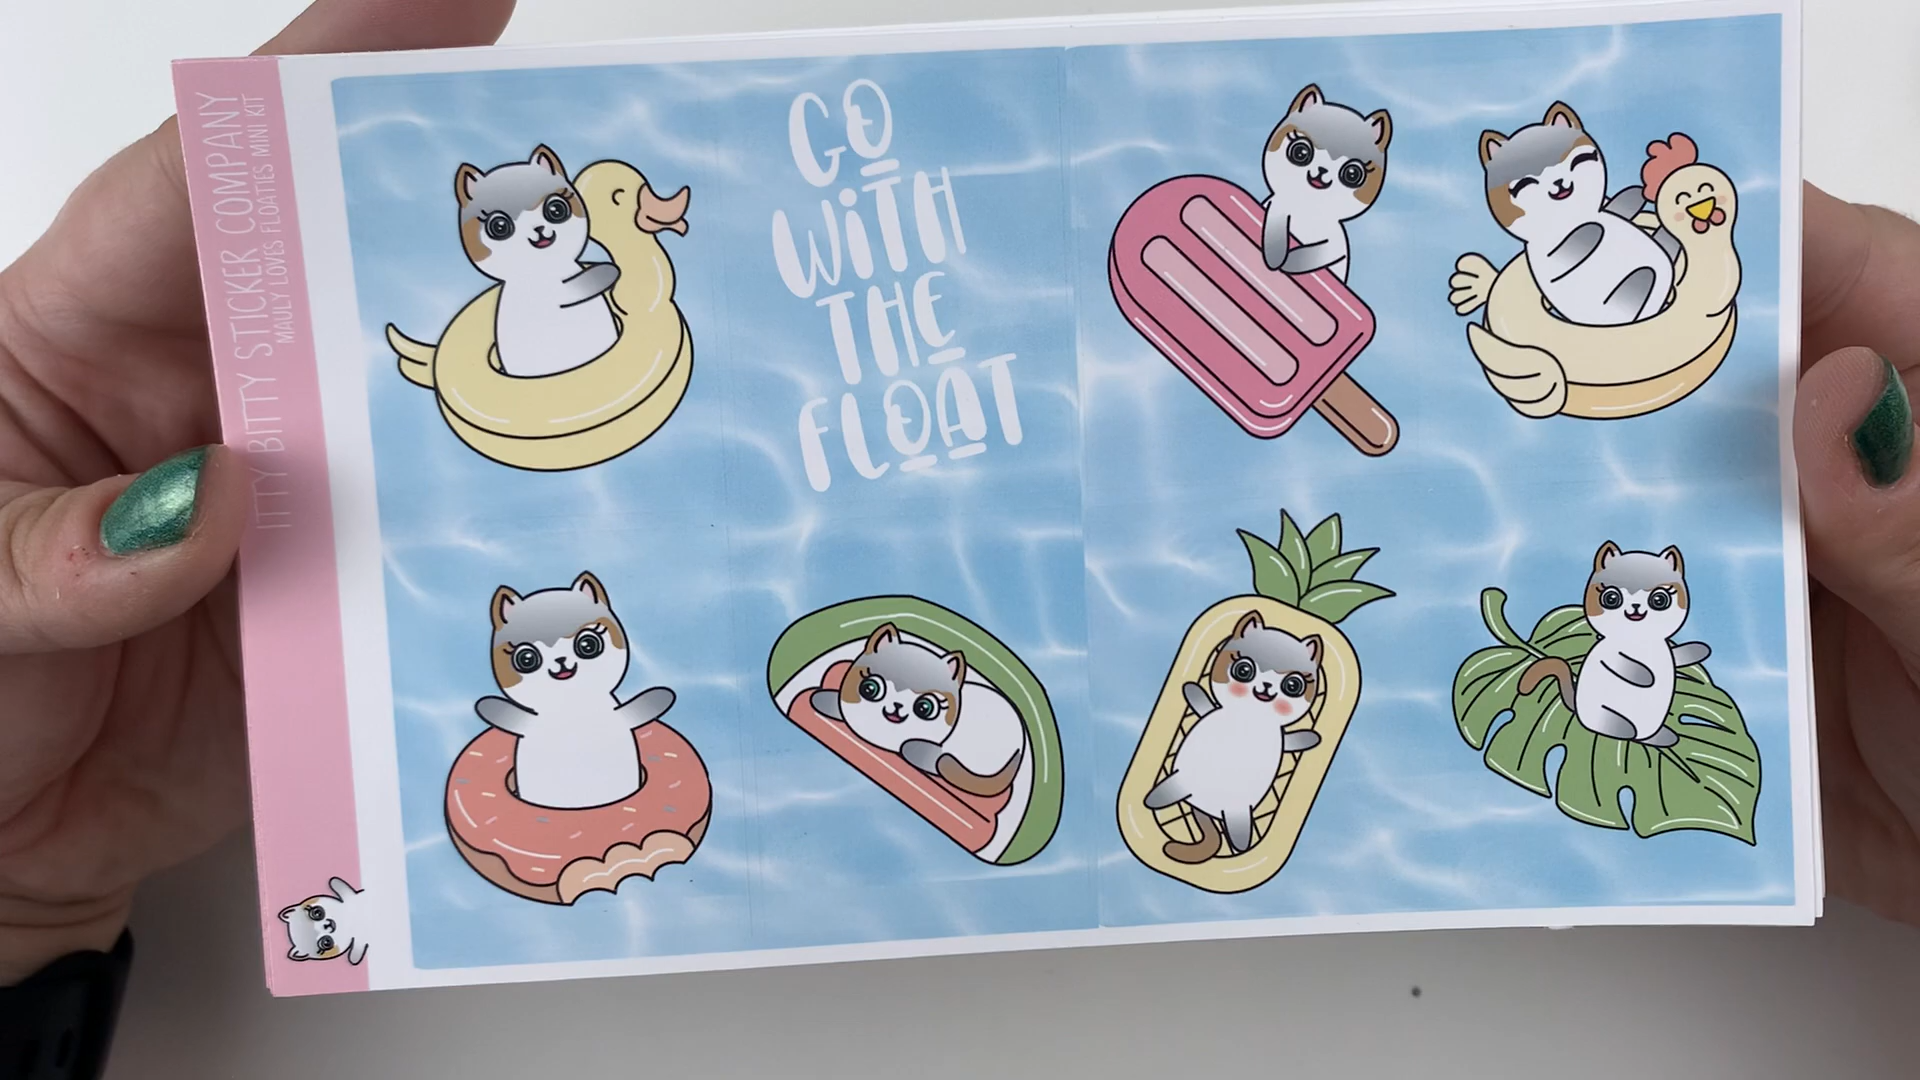 ITTY BITTY STICKER COMPANY
MAULY LOVES FLOATIES MINI KIT
GO
WiTH
THE
FLOAT